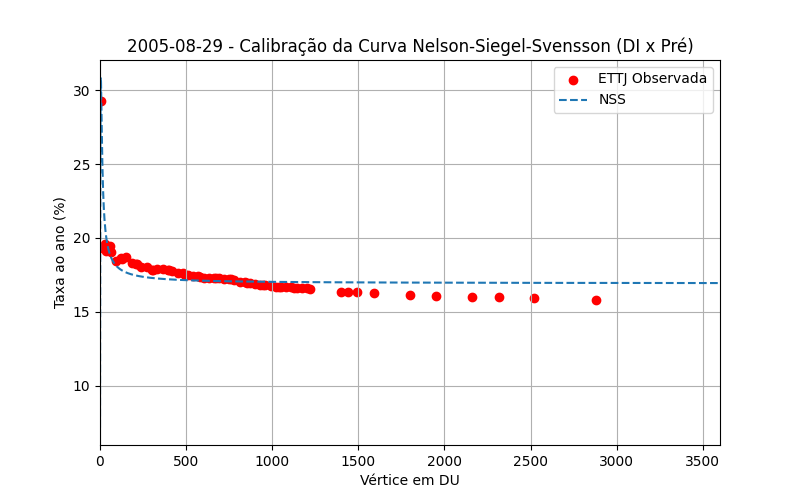 2005-08-29 - Calibração da Curva Nelson-Siegel-Svensson (DI x Pré)
ETTJ Observada
NSS
Taxa ao ano (%)
30
25
20
15
10
0 500 1000 1500 2000 2500 3000 3500
Vértice em DU